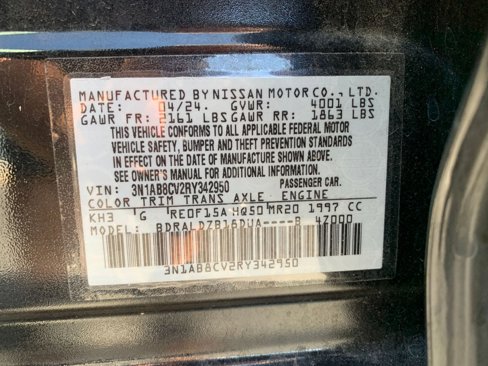 MANUFACTURED BY NISSAN MOTOR CO., LTD.
DATE: 04/24. GVWR: 4001 LBS
GAWR FR: 2161 LBS GAWR RR: 1863 LBS
THIS VEHICLE CONFORMS TO ALL APPLICABLE FEDERAL MOTOR
VEHICLE SAFETY, BUMPER AND THEFT PREVENTION STANDARDS
IN EFFECT ON THE DATE OF MANUFACTURE SHOWN ABOVE.
SEE OWNER'S MANUAL FOR ADDITIONAL INFORMATION
VIN: 3N1AB8CV2RY342950 PASSENGER CAR.
COLOR TRIM TRANS AXLE ENGINE
KH3 G RE0F15A HQ50 MR20 1997 CC
MODEL: BDRALDZB16DUA----B 4Z000
3N1AB8CV2RY342950